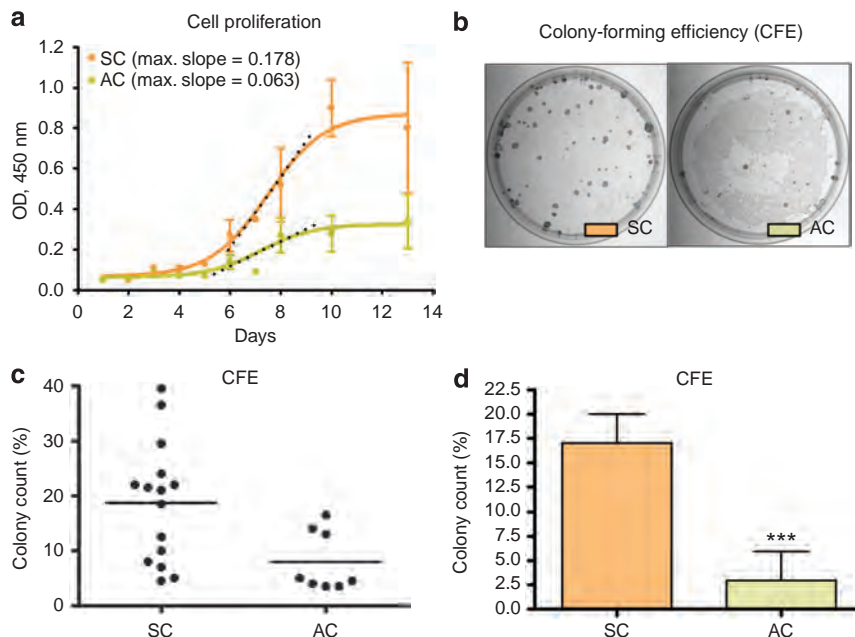 a
Cell proliferation
SC (max. slope = 0.178)
AC (max. slope = 0.063)
OD, 450 nm
1.2
1.0
0.8
0.6
0.4
0.2
0.0
0 2 4 6 8 10 12 14
Days
b
Colony-forming efficiency (CFE)
SC
AC
c
CFE
Colony count (%)
40
30
20
10
0
SC AC
d
CFE
Colony count (%)
22.5
20.0
17.5
15.0
12.5
10.0
7.5
5.0
2.5
0.0
***
SC AC